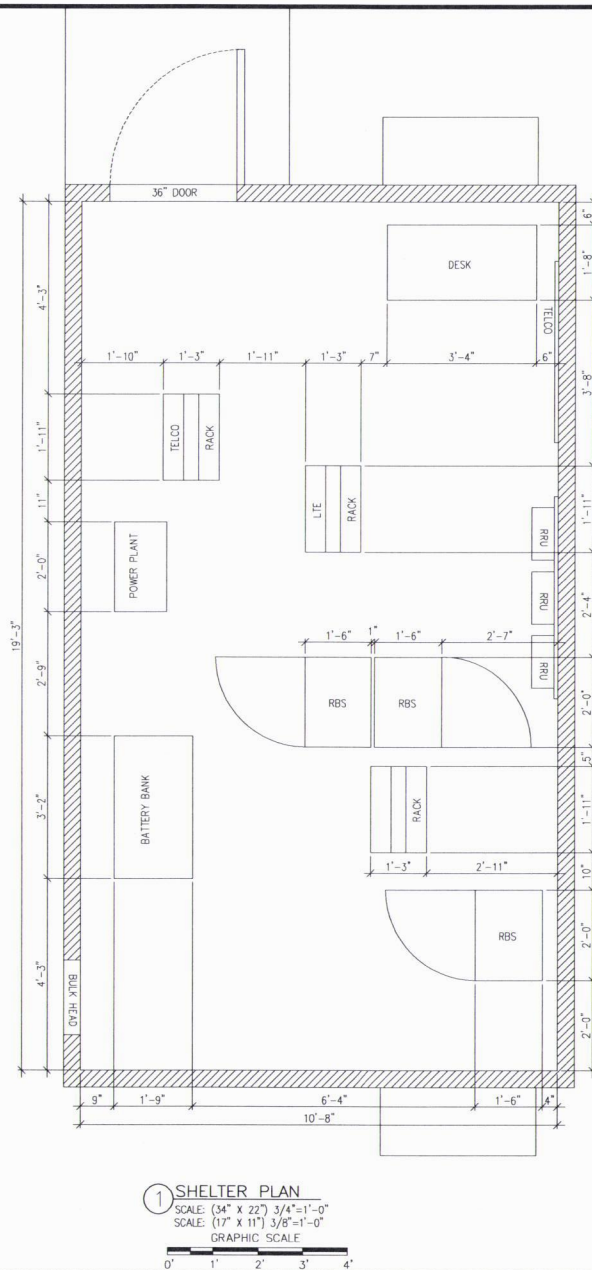 36" DOOR
6"
DESK
1'-8"
4'-3"
TELCO
1'-10"
1'-3"
1'-11"
1'-3"
7"
3'-4"
6"
3'-8"
1'-11"
TELCO
RACK
LTE
RACK
1'-11"
11"
RRU
POWER PLANT
2'-0"
RRU
2'-4"
19'-3"
1'-6"
1"
1'-6"
2'-7"
RRU
2'-9"
RBS
RBS
2'-0"
5"
BATTERY BANK
3'-2"
RACK
1'-11"
1'-3"
2'-11"
10"
RBS
2'-0"
4'-3"
BULK HEAD
2'-0"
9"
1'-9"
6'-4"
1'-6"
4"
10'-8"
1
SHELTER PLAN
SCALE: (34" X 22") 3/4"=1'-0"
SCALE: (17" X 11") 3/8"=1'-0"
GRAPHIC SCALE
0' 1' 2' 3' 4'